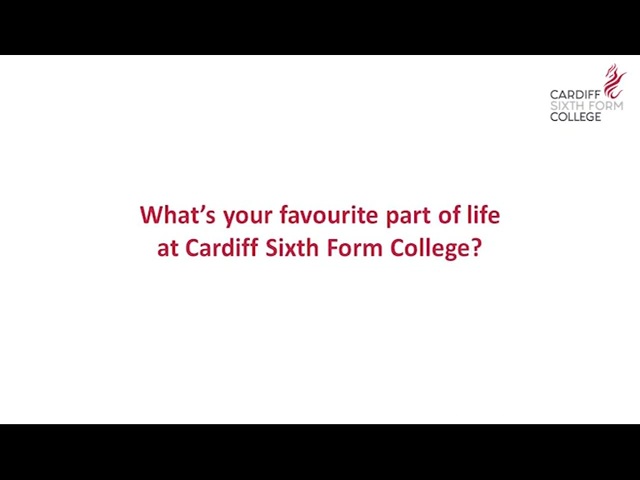 CARDIFF
SIXTH FORM
COLLEGE
What's your favourite part of life
at Cardiff Sixth Form College?